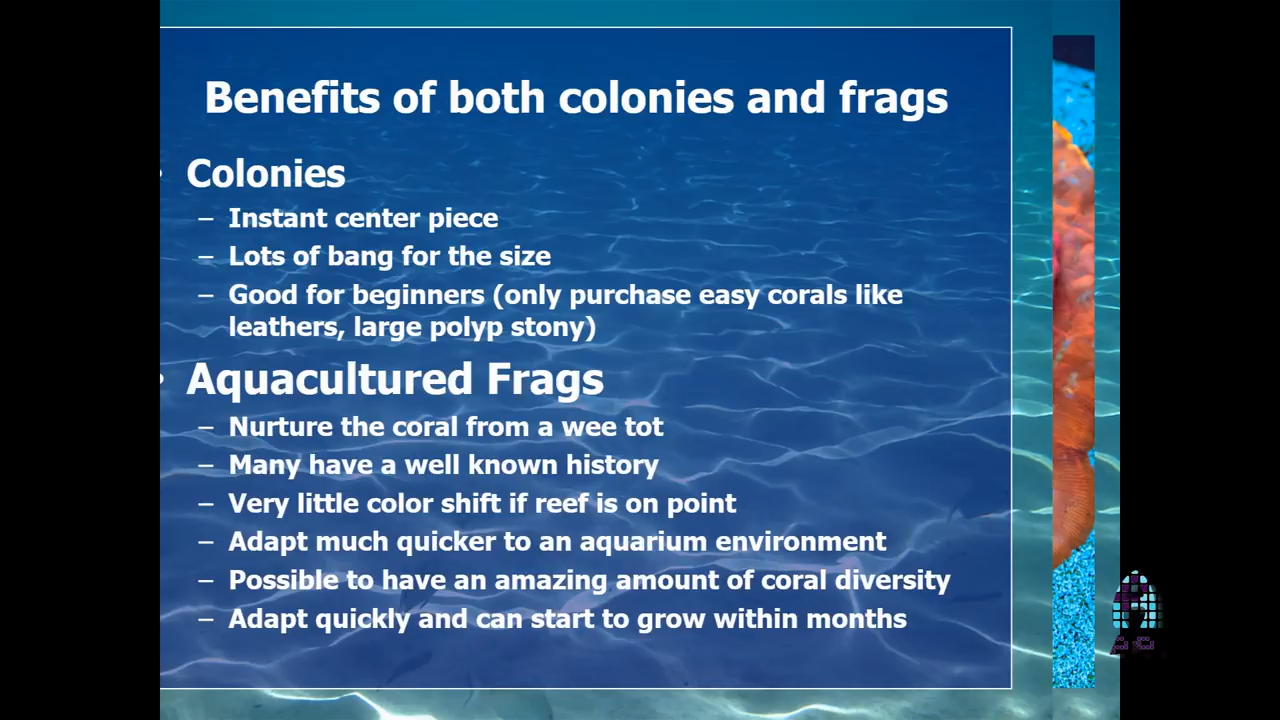 Benefits of both colonies and frags
• Colonies
– Instant center piece
– Lots of bang for the size
– Good for beginners (only purchase easy corals like
leathers, large polyp stony)
• Aquacultured Frags
– Nurture the coral from a wee tot
– Many have a well known history
– Very little color shift if reef is on point
– Adapt much quicker to an aquarium environment
– Possible to have an amazing amount of coral diversity
– Adapt quickly and can start to grow within months